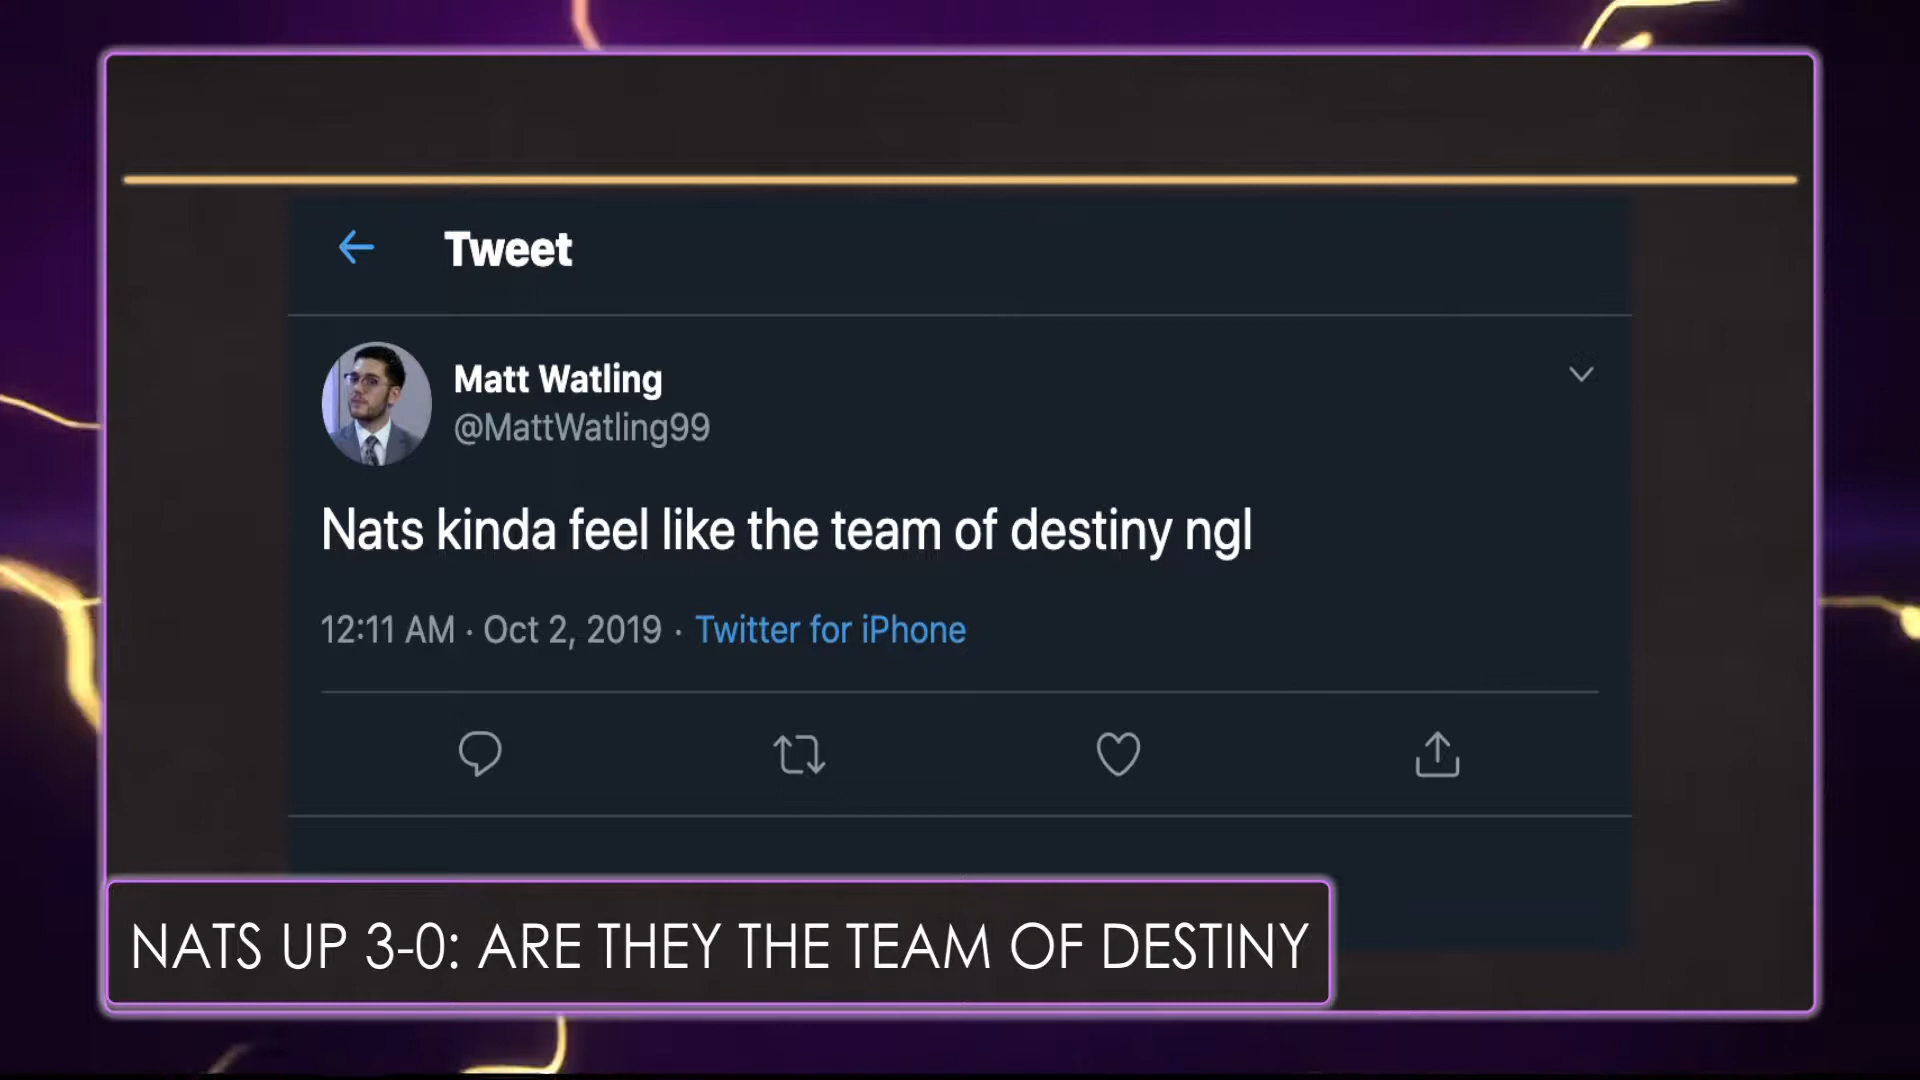 Tweet
Matt Watling
@MattWatling99
Nats kinda feel like the team of destiny ngl
12:11 AM · Oct 2, 2019 · Twitter for iPhone
NATS UP 3-0: ARE THEY THE TEAM OF DESTINY